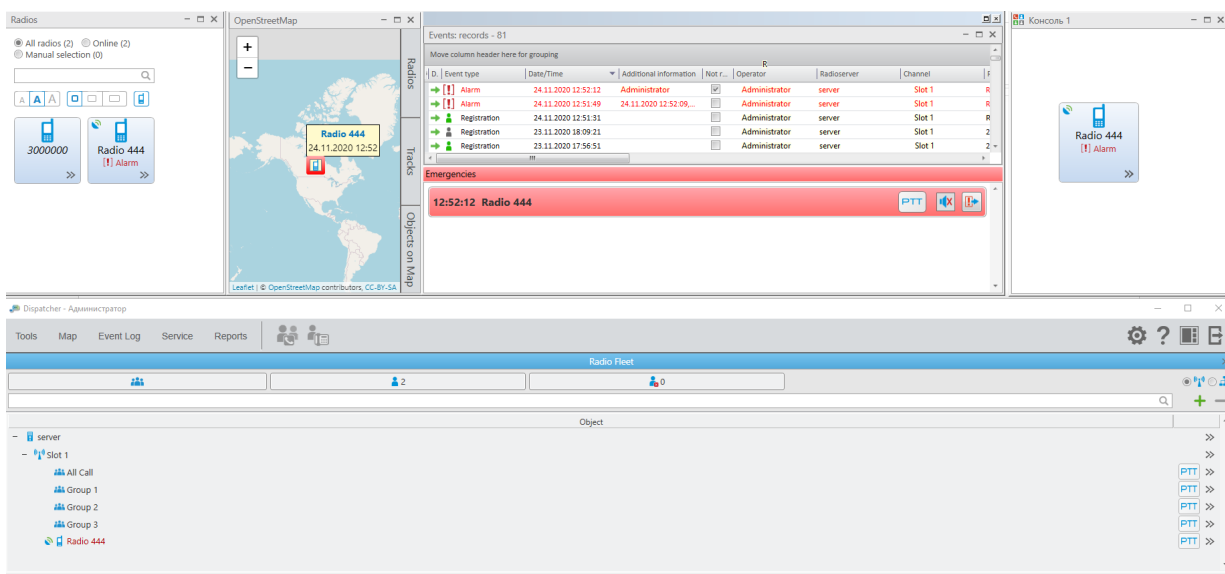 Radios
All radios (2) Online (2)
Manual selection (0)
A A A
3000000
Radio 444
[!] Alarm
OpenStreetMap
+
−
Radio 444
24.11.2020 12:52
Leaflet | © OpenStreetMap contributors, CC-BY-SA
Radios
Tracks
Objects on Map
Events: records - 81
Move column header here for grouping
R
D. Event type Date/Time Additional information Not r... Operator Radioserver Channel
[!] Alarm 24.11.2020 12:52:12 Administrator Administrator server Slot 1 R
[!] Alarm 24.11.2020 12:51:49 24.11.2020 12:52:09,... Administrator server Slot 1 R
Registration 24.11.2020 12:51:31 Administrator server Slot 1 R
Registration 23.11.2020 18:09:21 Administrator server Slot 1 2
Registration 23.11.2020 17:56:51 Administrator server Slot 1 2
Emergencies
12:52:12 Radio 444 PTT
Консоль 1
Radio 444
[!] Alarm
Dispatcher - Администратор
Tools Map Event Log Service Reports
Radio Fleet
2 0
Object
server
Slot 1
All Call PTT
Group 1 PTT
Group 2 PTT
Group 3 PTT
Radio 444 PTT